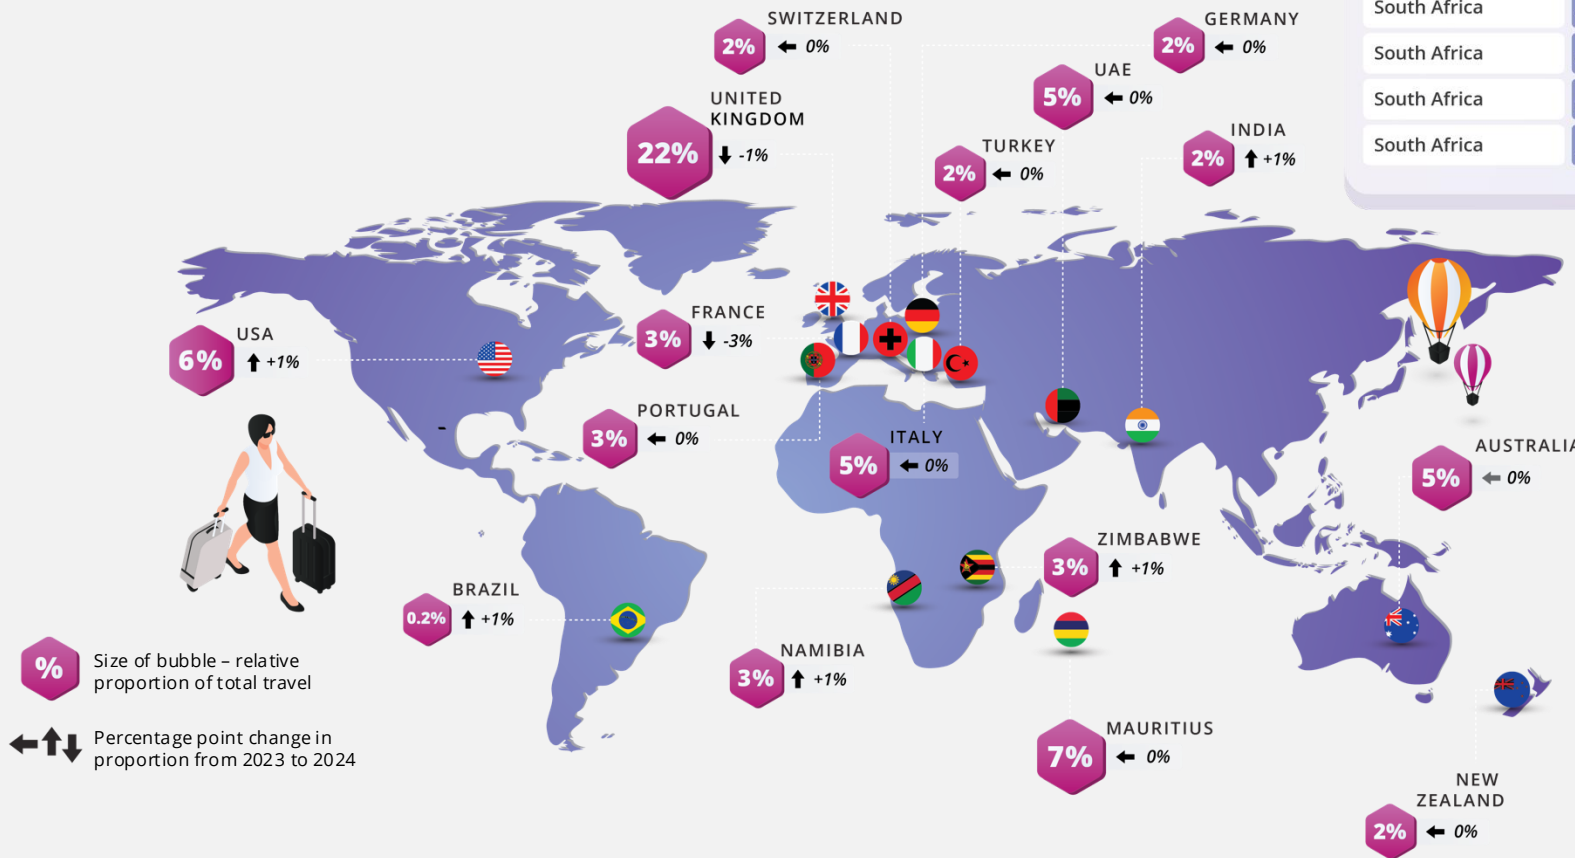 South Africa
South Africa
South Africa
South Africa
SWITZERLAND
2% 0%
GERMANY
2% 0%
UAE
5% 0%
UNITED
KINGDOM
22% -1%
TURKEY
2% 0%
INDIA
2% +1%
FRANCE
3% -3%
USA
6% +1%
PORTUGAL
3% 0%
ITALY
5% 0%
AUSTRALIA
5% 0%
ZIMBABWE
3% +1%
BRAZIL
0.2% +1%
NAMIBIA
3% +1%
MAURITIUS
7% 0%
NEW
ZEALAND
2% 0%
%
Size of bubble – relative
proportion of total travel
Percentage point change in
proportion from 2023 to 2024